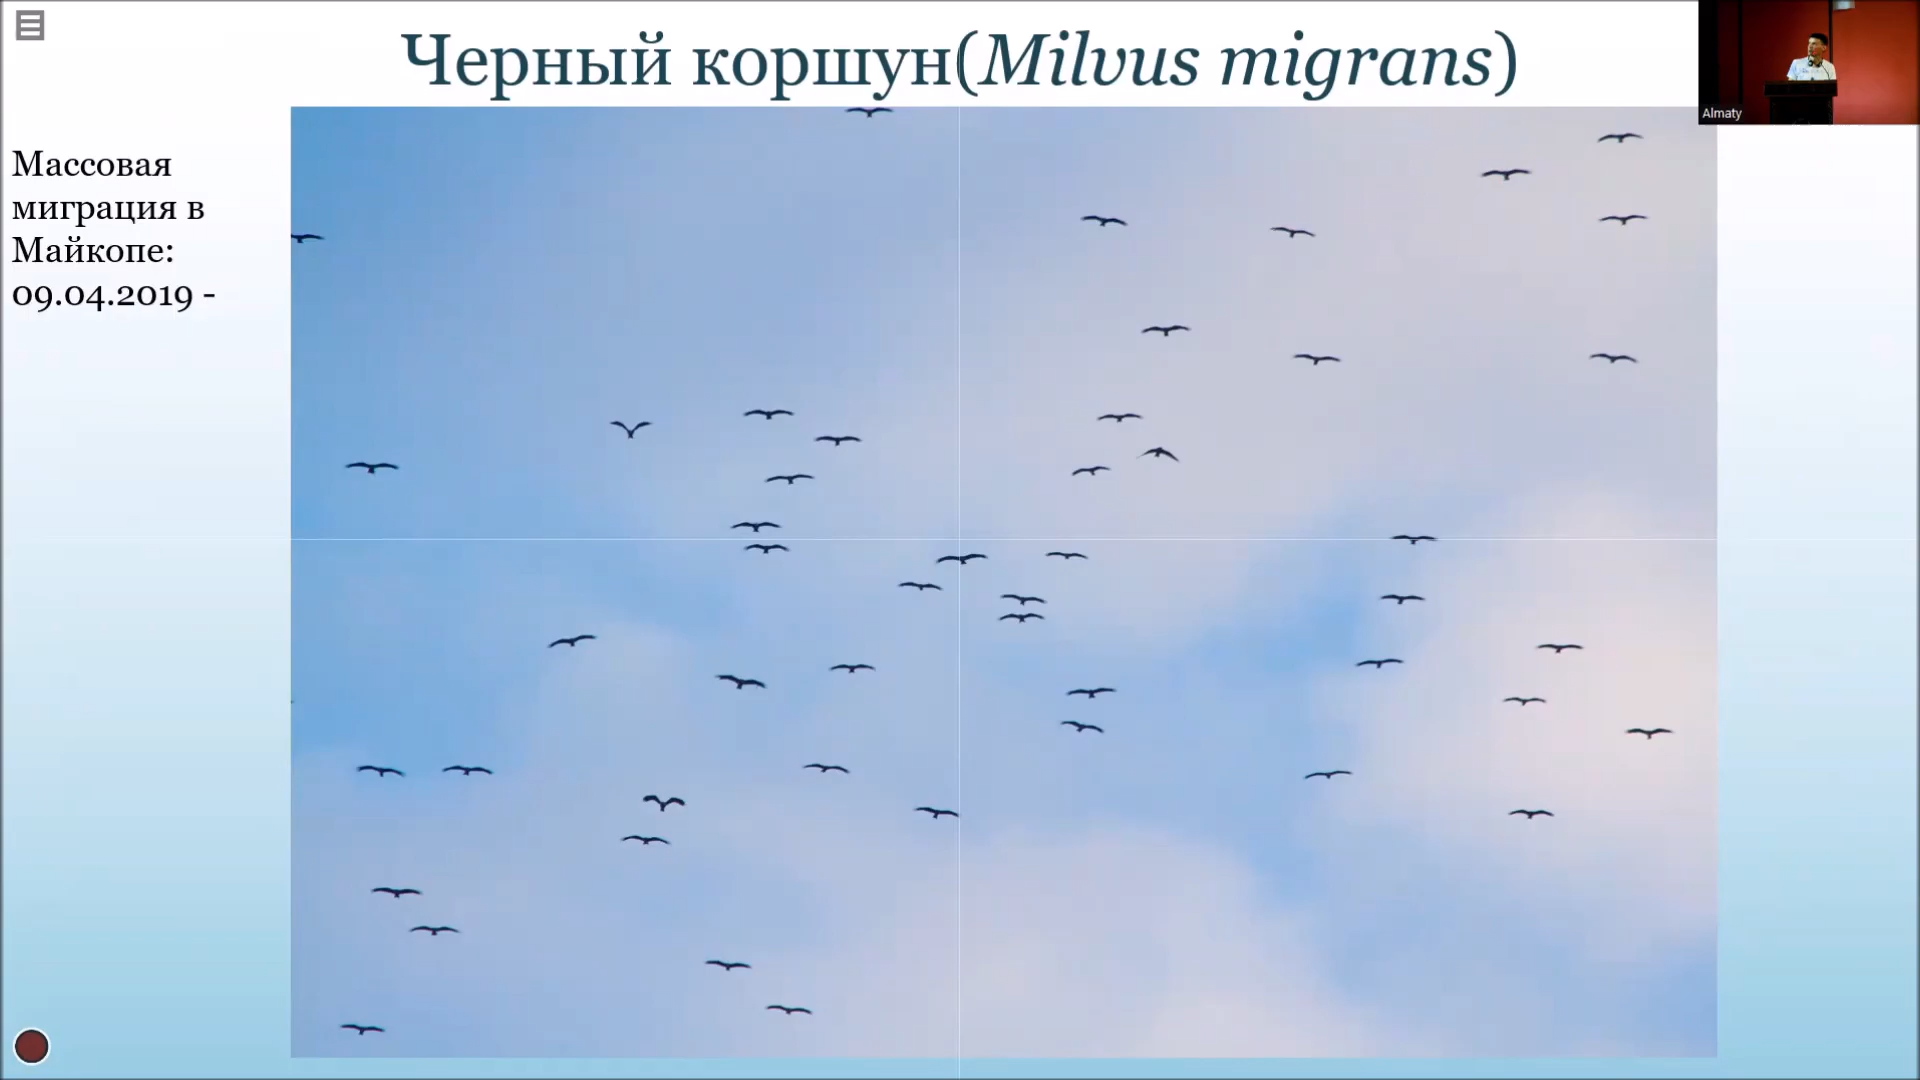 Черный коршун(Milvus migrans)
Almaty
Массовая
миграция в
Майкопе:
09.04.2019 -